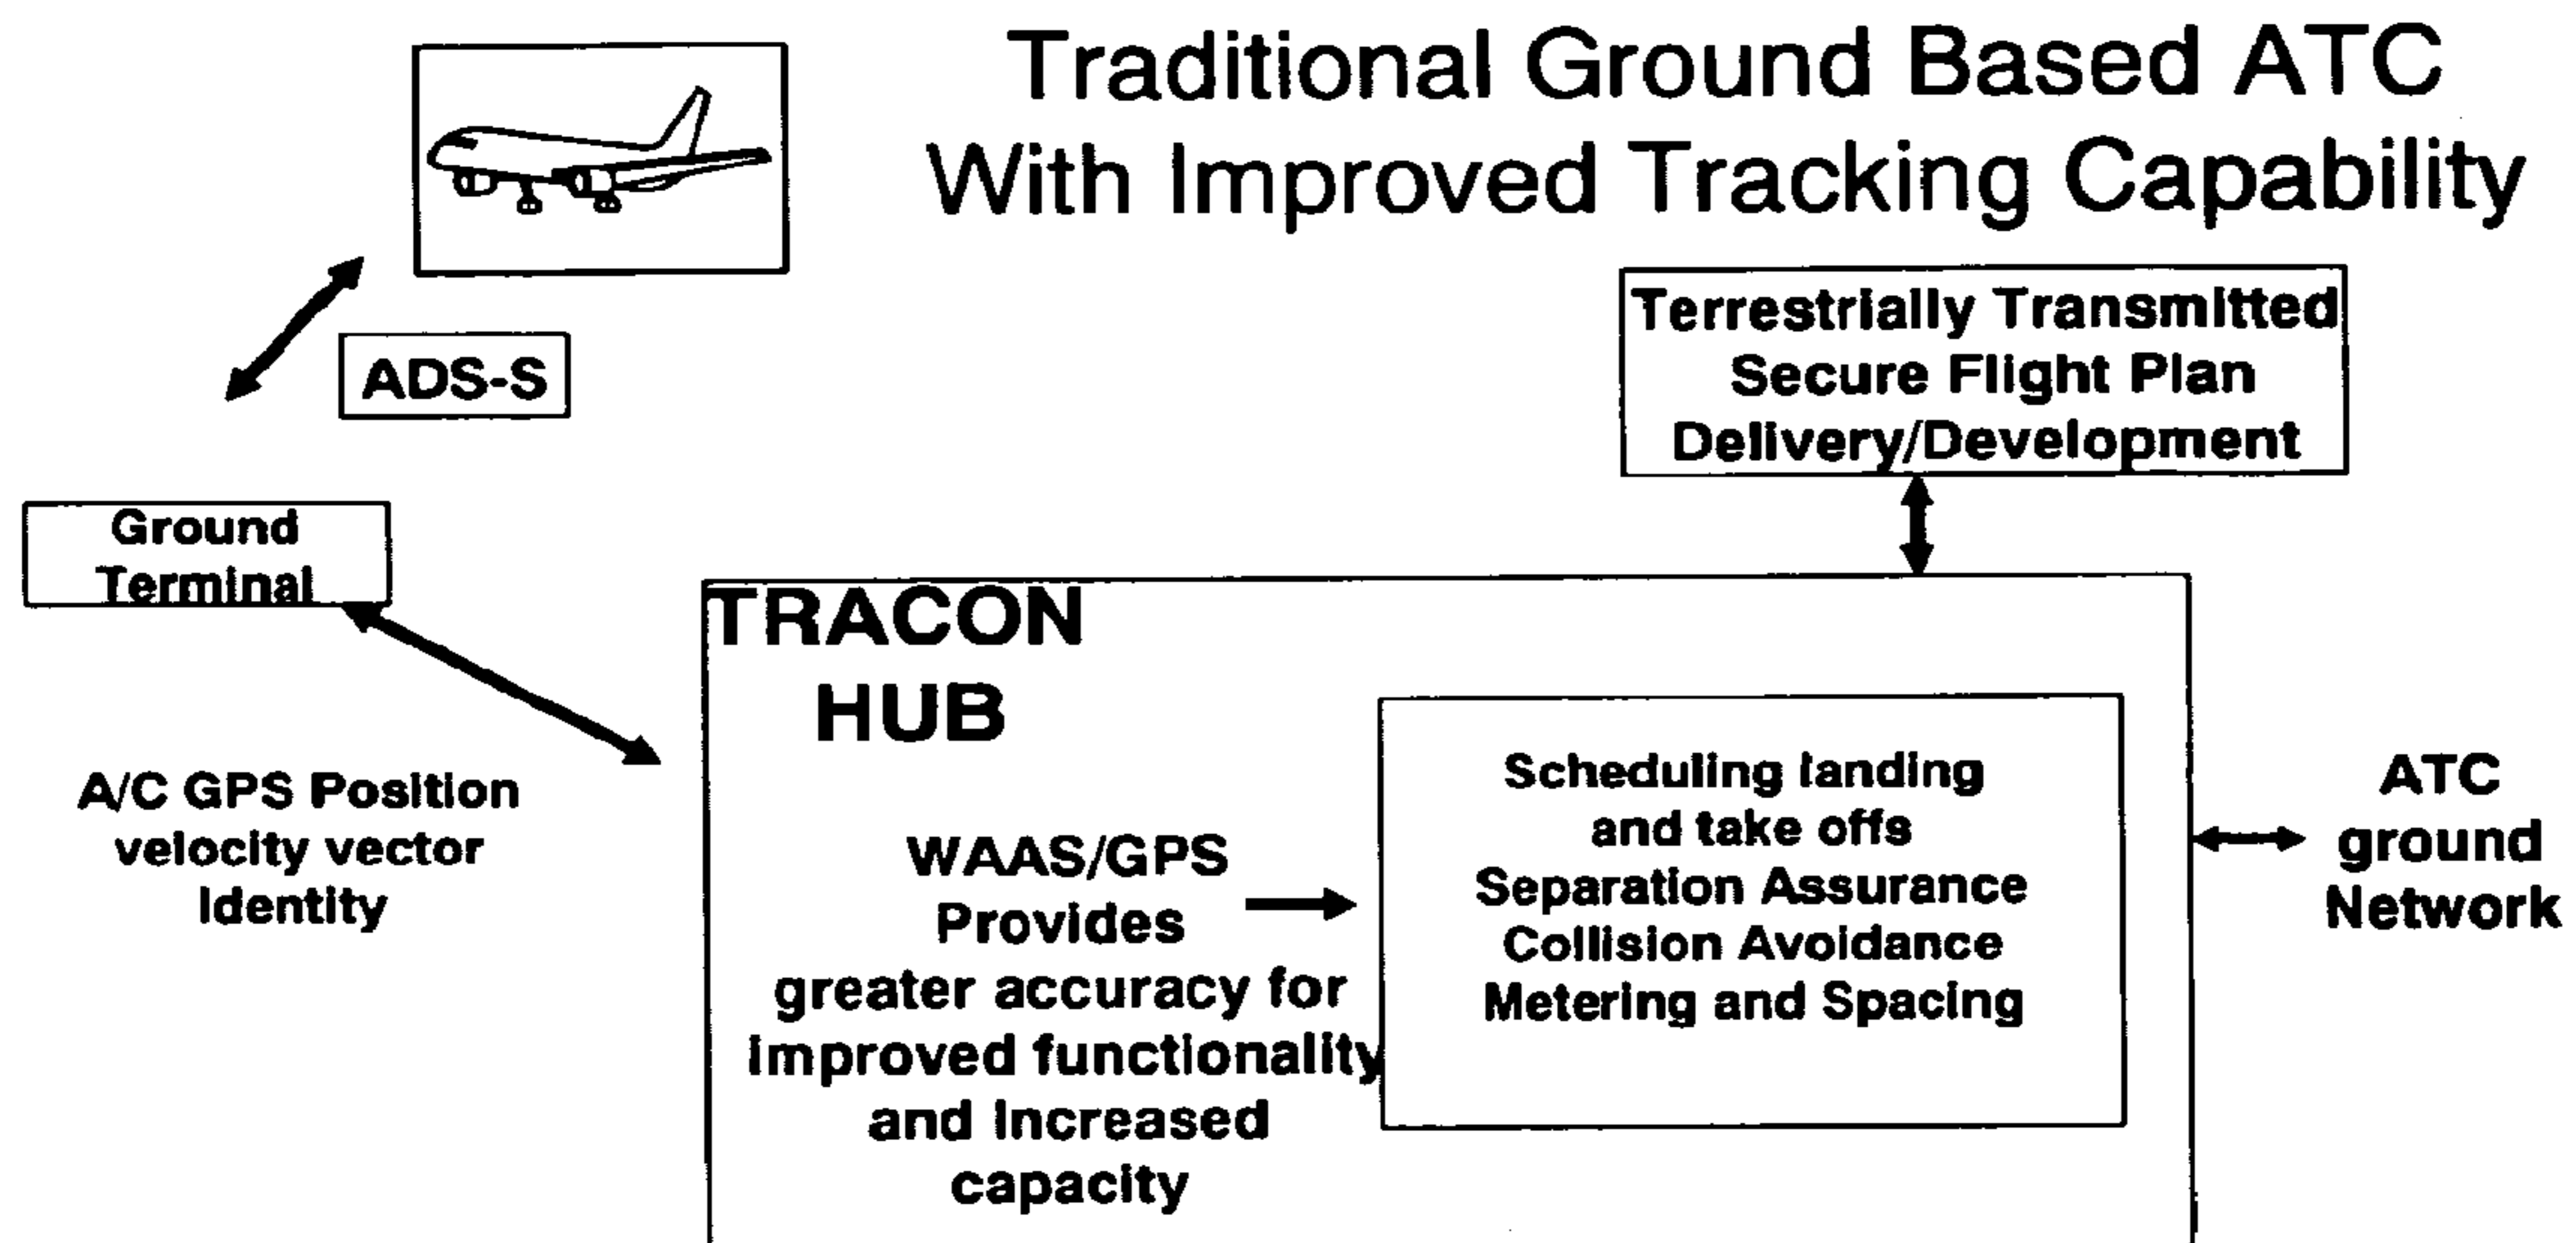 Traditional Ground Based ATC
With Improved Tracking Capability
ADS-S
Terrestrially Transmitted
Secure Flight Plan
Delivery/Development
Ground
Terminal
TRACON
HUB
A/C GPS Position
velocity vector
Identity
WAAS/GPS
Provides
greater accuracy for
Improved functionality
and Increased
capacity
Scheduling landing
and take offs
Separation Assurance
Collision Avoidance
Metering and Spacing
ATC
ground
Network